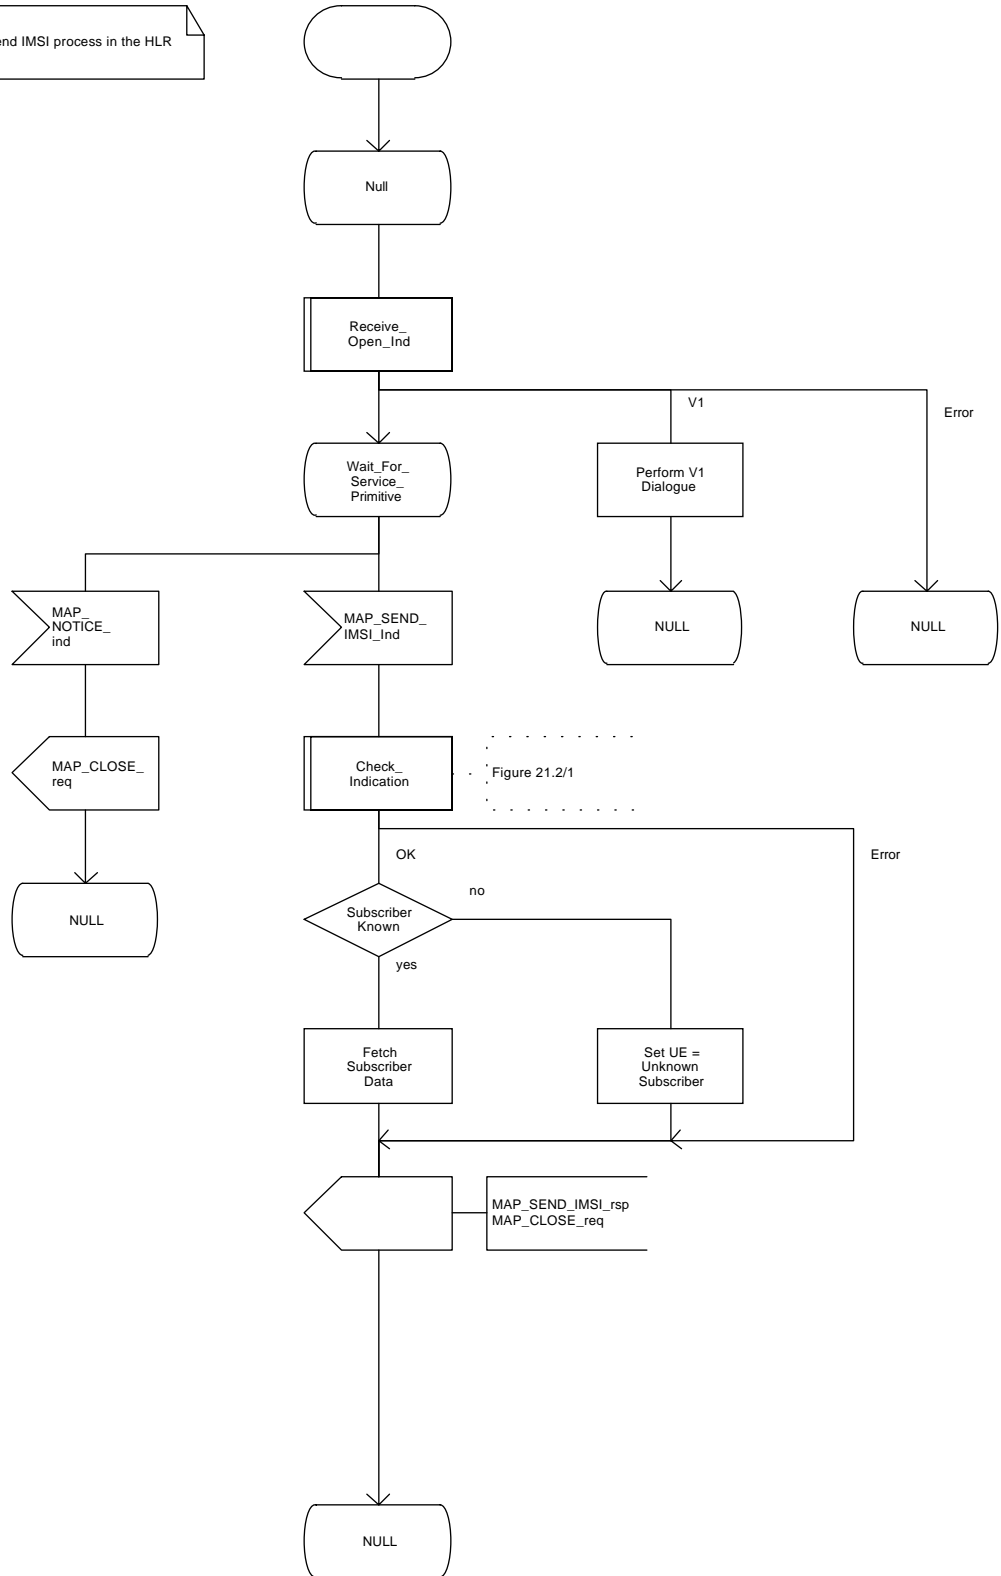 end IMSI process in the HLR
Null
Receive_
Open_Ind
V1
Error
Wait_For_
Service_
Primitive
Perform V1
Dialogue
MAP_
NOTICE_
ind
MAP_SEND_
IMSI_Ind
NULL
NULL
MAP_CLOSE_
req
Check_
Indication
Figure 21.2/1
OK
Error
no
Subscriber
Known
NULL
yes
Fetch
Subscriber
Data
Set UE =
Unknown
Subscriber
MAP_SEND_IMSI_rsp
MAP_CLOSE_req
NULL